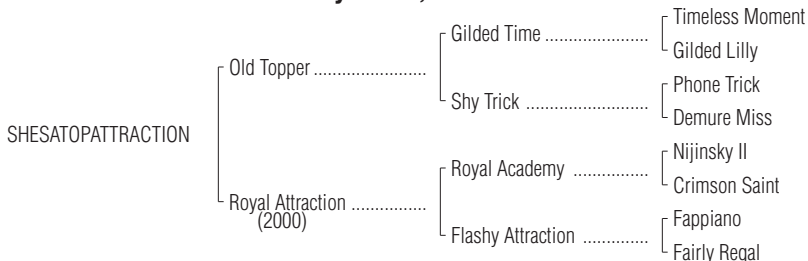 Timeless Moment
Gilded Time ......................
Gilded Lilly
Old Topper .......................
Phone Trick
Shy Trick .........................
Demure Miss
SHESATOPATTRACTION
Nijinsky II
Royal Academy ................
Crimson Saint
Royal Attraction ................
(2000)
Fappiano
Flashy Attraction ..............
Fairly Regal